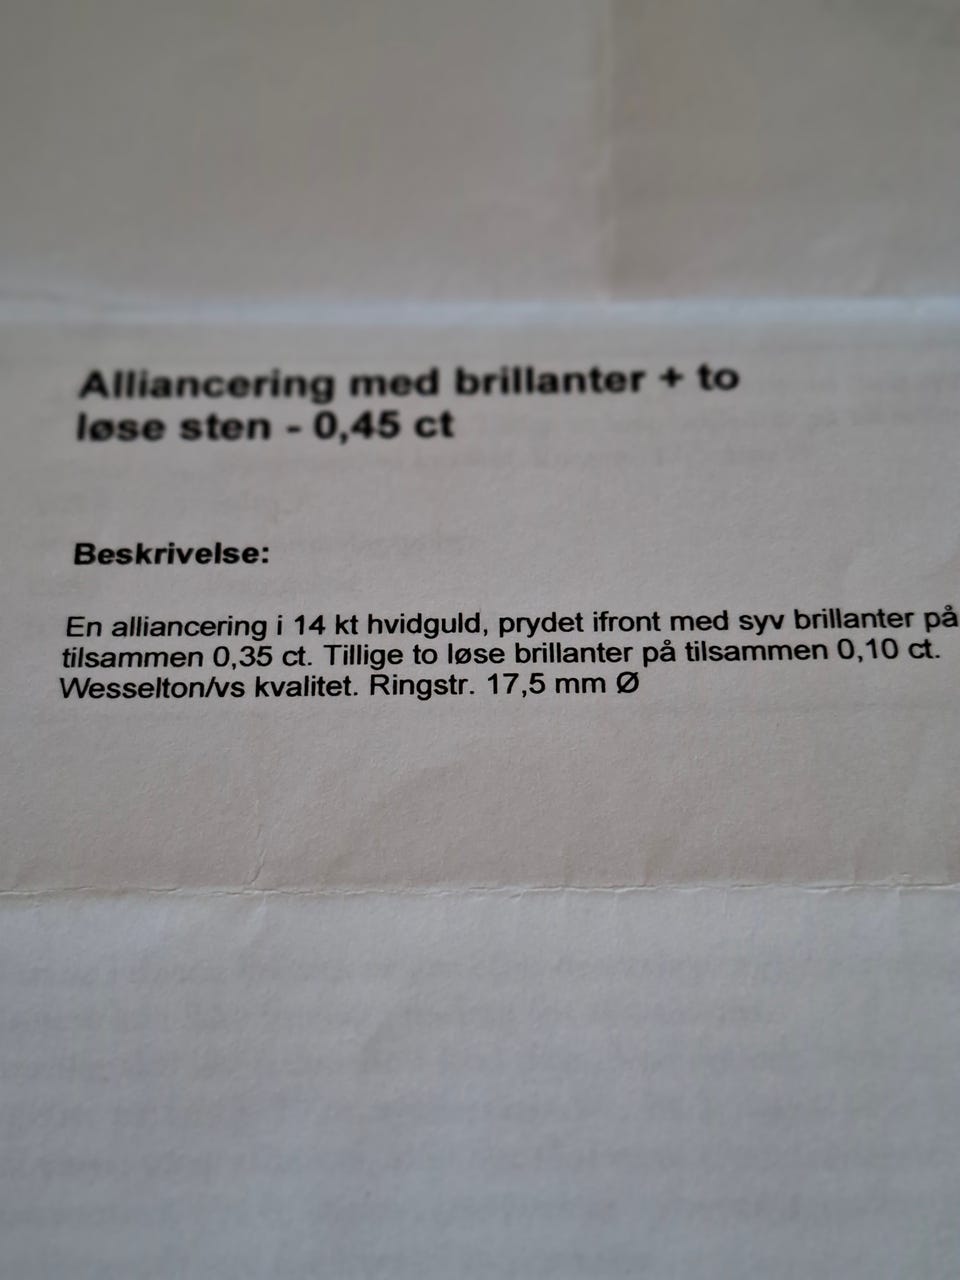 Alliancering med brillanter + to
løse sten - 0,45 ct
Beskrivelse:
En alliancering i 14 kt hvidguld, prydet ifront med syv brillanter på
tilsammen 0,35 ct. Tillige to løse brillanter på tilsammen 0,10 ct.
Wesselton/vs kvalitet. Ringstr. 17,5 mm Ø